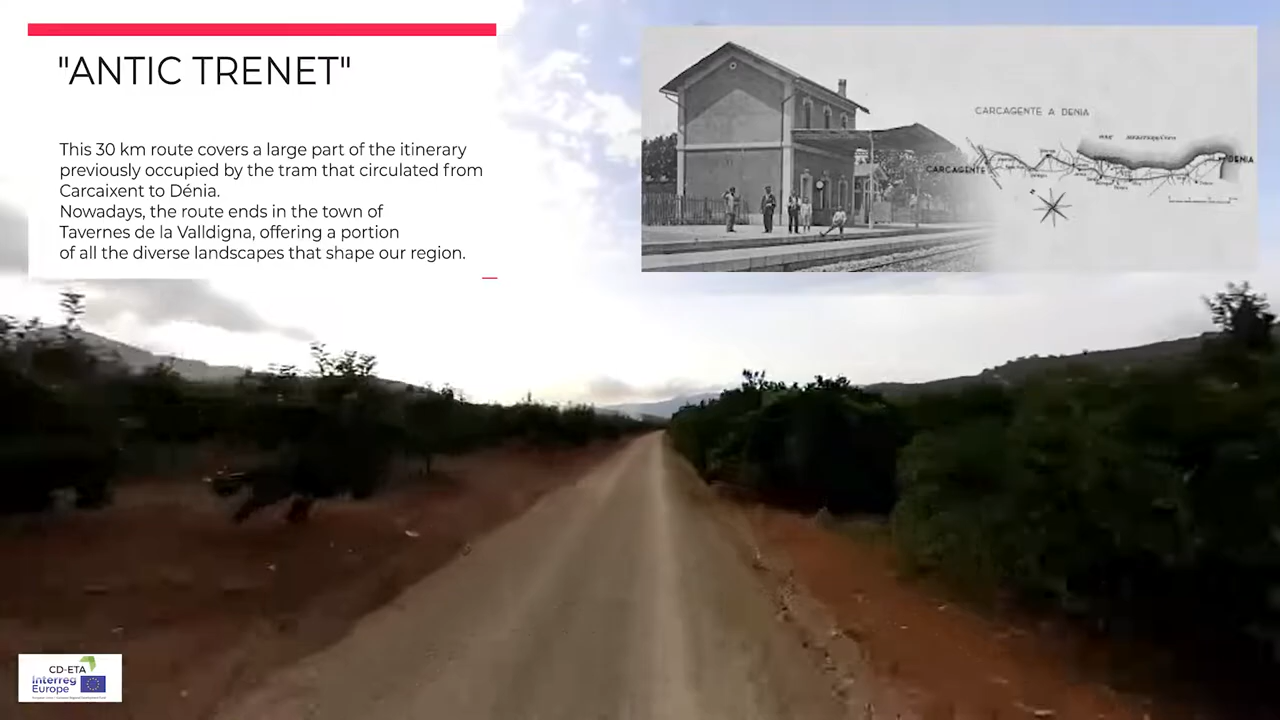 "ANTIC TRENET"
This 30 km route covers a large part of the itinerary
previously occupied by the tram that circulated from
Carcaixent to Dénia.
Nowadays, the route ends in the town of
Tavernes de la Valldigna, offering a portion
of all the diverse landscapes that shape our region.
CARCAGENTE A DENIA
MAR MEDITERRANEO
DENIA
CARCAGENTE
CD-ETA
Interreg
Europe